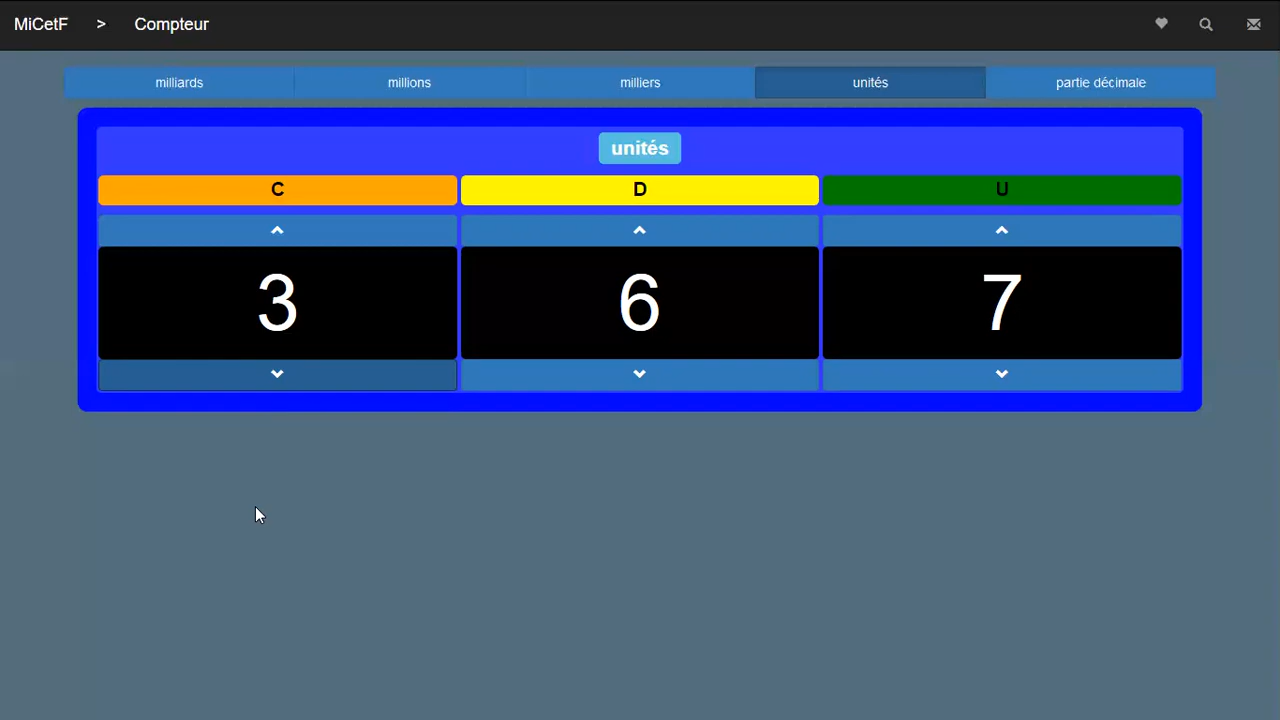 MiCetF > Compteur
milliards millions milliers unités partie décimale
unités
C D U
3 6 7